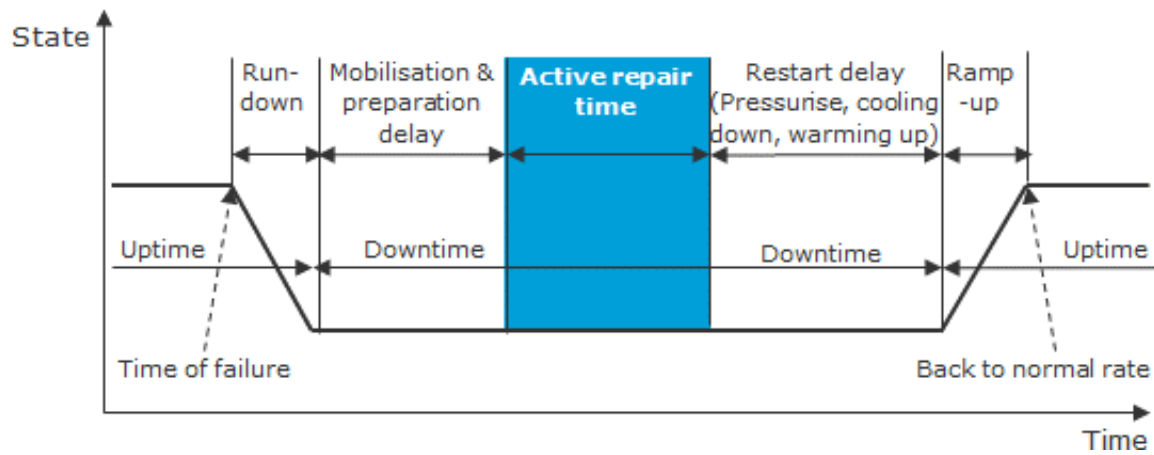 State
Run-
down
Mobilisation &
preparation
delay
Active repair
time
Restart delay
(Pressurise, cooling
down, warming up)
Ramp
-up
Uptime
Downtime
Downtime
Uptime
Time of failure
Back to normal rate
Time